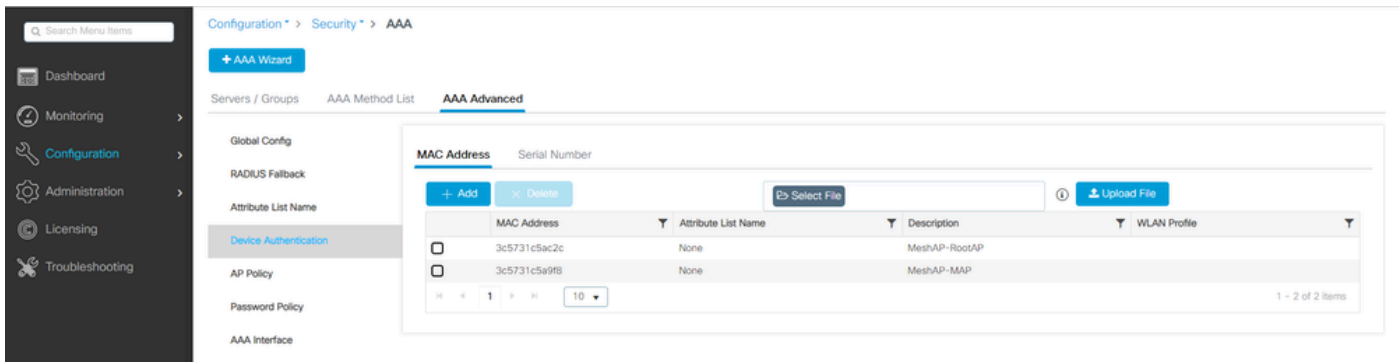 Search Menu Items
Dashboard
Monitoring
Configuration
Administration
Licensing
Troubleshooting
Configuration > Security > AAA
+ AAA Wizard
Servers / Groups AAA Method List AAA Advanced
Global Config
RADIUS Fallback
Attribute List Name
Device Authentication
AP Policy
Password Policy
AAA Interface
MAC Address Serial Number
+ Add × Delete Select File Upload File
MAC Address Attribute List Name Description WLAN Profile
3c5731c5ac2c None MeshAP-RootAP
3c5731c5a9f8 None MeshAP-MAP
1 10 1 - 2 of 2 items